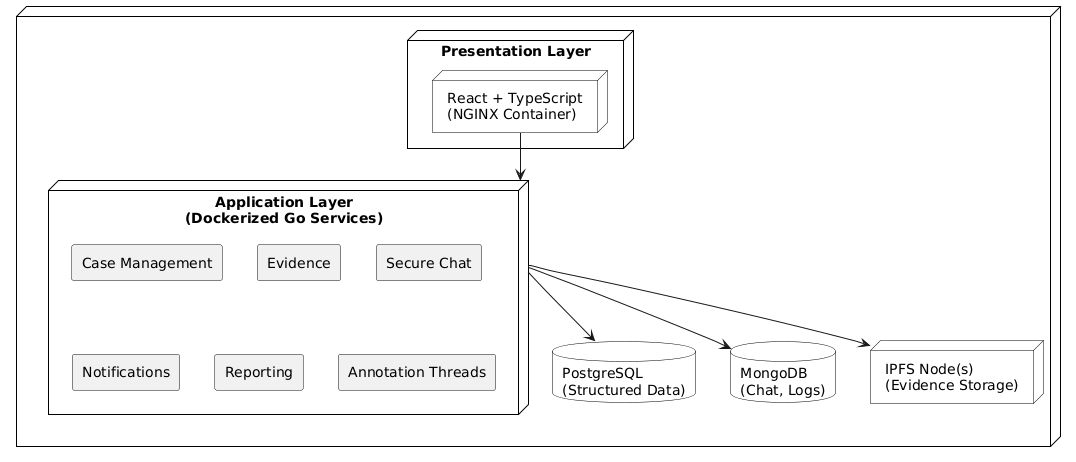 Presentation Layer
React + TypeScript
(NGINX Container)
Application Layer
(Dockerized Go Services)
Case Management
Evidence
Secure Chat
Notifications
Reporting
Annotation Threads
PostgreSQL
(Structured Data)
MongoDB
(Chat, Logs)
IPFS Node(s)
(Evidence Storage)